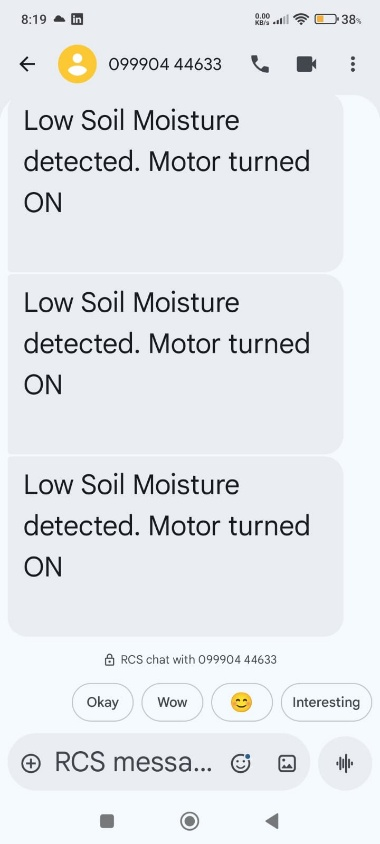 8:19 in 0.00 KB/s 38%
099904 44633
Low Soil Moisture
detected. Motor turned
ON
Low Soil Moisture
detected. Motor turned
ON
Low Soil Moisture
detected. Motor turned
ON
RCS chat with 099904 44633
Okay Wow 😊 Interesting
RCS messa...